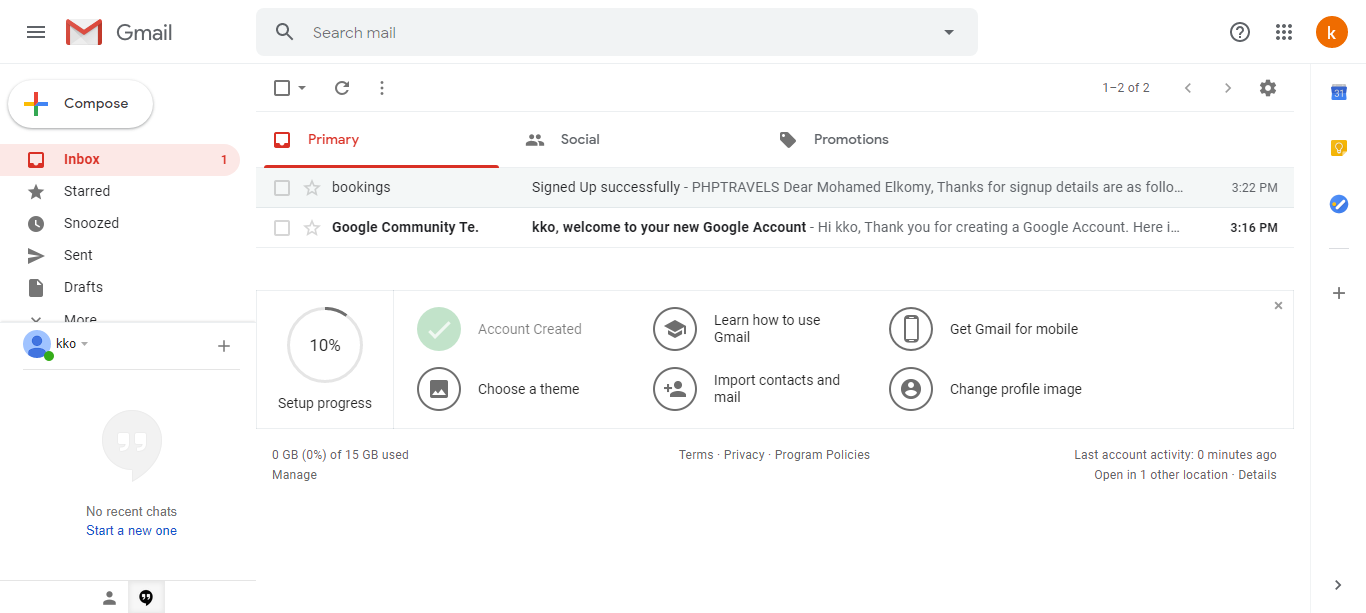 Gmail
Search mail
k
Compose
1–2 of 2
31
Primary
Social
Promotions
Inbox 1
Starred
Snoozed
Sent
Drafts
More
bookings Signed Up successfully - PHPTRAVELS Dear Mohamed Elkomy, Thanks for signup details are as follo… 3:22 PM
Google Community Te. kko, welcome to your new Google Account - Hi kko, Thank you for creating a Google Account. Here i… 3:16 PM
kko
10%
Setup progress
Account Created
Learn how to use
Gmail
Get Gmail for mobile
Choose a theme
Import contacts and
mail
Change profile image
0 GB (0%) of 15 GB used
Manage
Terms · Privacy · Program Policies
Last account activity: 0 minutes ago
Open in 1 other location · Details
No recent chats
Start a new one